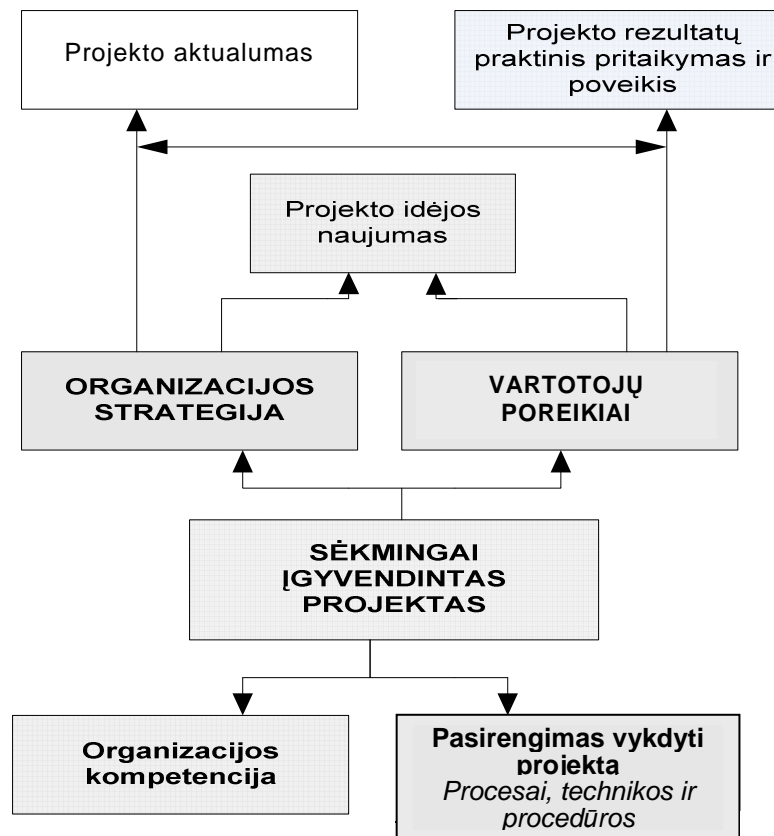 Projekto aktualumas
Projekto rezultatų
praktinis pritaikymas ir
poveikis
Projekto idėjos
naujumas
ORGANIZACIJOS
STRATEGIJA
VARTOTOJŲ
POREIKIAI
SĖKMINGAI
ĮGYVENDINTAS
PROJEKTAS
Organizacijos
kompetencija
Pasirengimas vykdyti
projektą
Procesai, technikos ir
procedūros